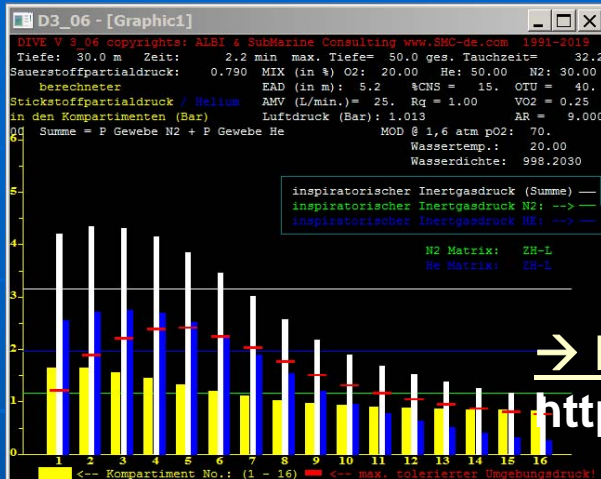 D3_06 - [Graphic1]
DIVE V 3_06 copyrights: ALBI & SubMarine Consulting www.SMC-de.com 1991-2019
Tiefe: 30.0 m Zeit: 2.2 min max. Tiefe= 50.0 ges. Tauchzeit= 32.2
Sauerstoffpartialdruck: 0.790 MIX (in %) O2: 20.00 He: 50.00 N2: 30.00
berechneter EAD (in m): 5.2 %CNS = 15. OTU = 40.
Stickstoffpartialdruck / Helium AMV (L/min.)= 25. Rq = 1.00 VO2 = 0.25
in den Kompartimenten (Bar) Luftdruck (Bar): 1.013 AR = 9.000
00 Summe = P Gewebe N2 + P Gewebe He MOD @ 1,6 atm pO2: 70.
6 Wassertemp.: 20.00
Wasserdichte: 998.2030
5
inspiratorischer Inertgasdruck (Summe)
inspiratorischer Inertgasdruck N2: -->
inspiratorischer Inertgasdruck HE: -->
4
N2 Matrix: ZH-L
He Matrix: ZH-L
3
2
→
1
http
0
1 2 3 4 5 6 7 8 9 10 11 12 13 14 15 16
<-- Kompartiment No.: (1 - 16) <-- max. tolerierter Umgebungsdruck!